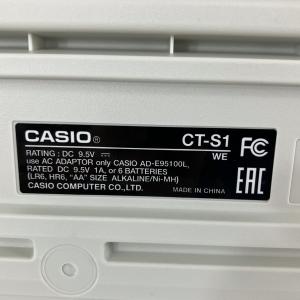 CASIO® CT-S1
WE
FC
RATING : DC 9.5V ⎓
use AC ADAPTOR only CASIO AD-E95100L,
RATED DC 9.5V 1A, or 6 BATTERIES
(LR6, HR6, "AA" SIZE ALKALINE/Ni-MH)
CASIO COMPUTER CO.,LTD.
MADE IN CHINA
EAC